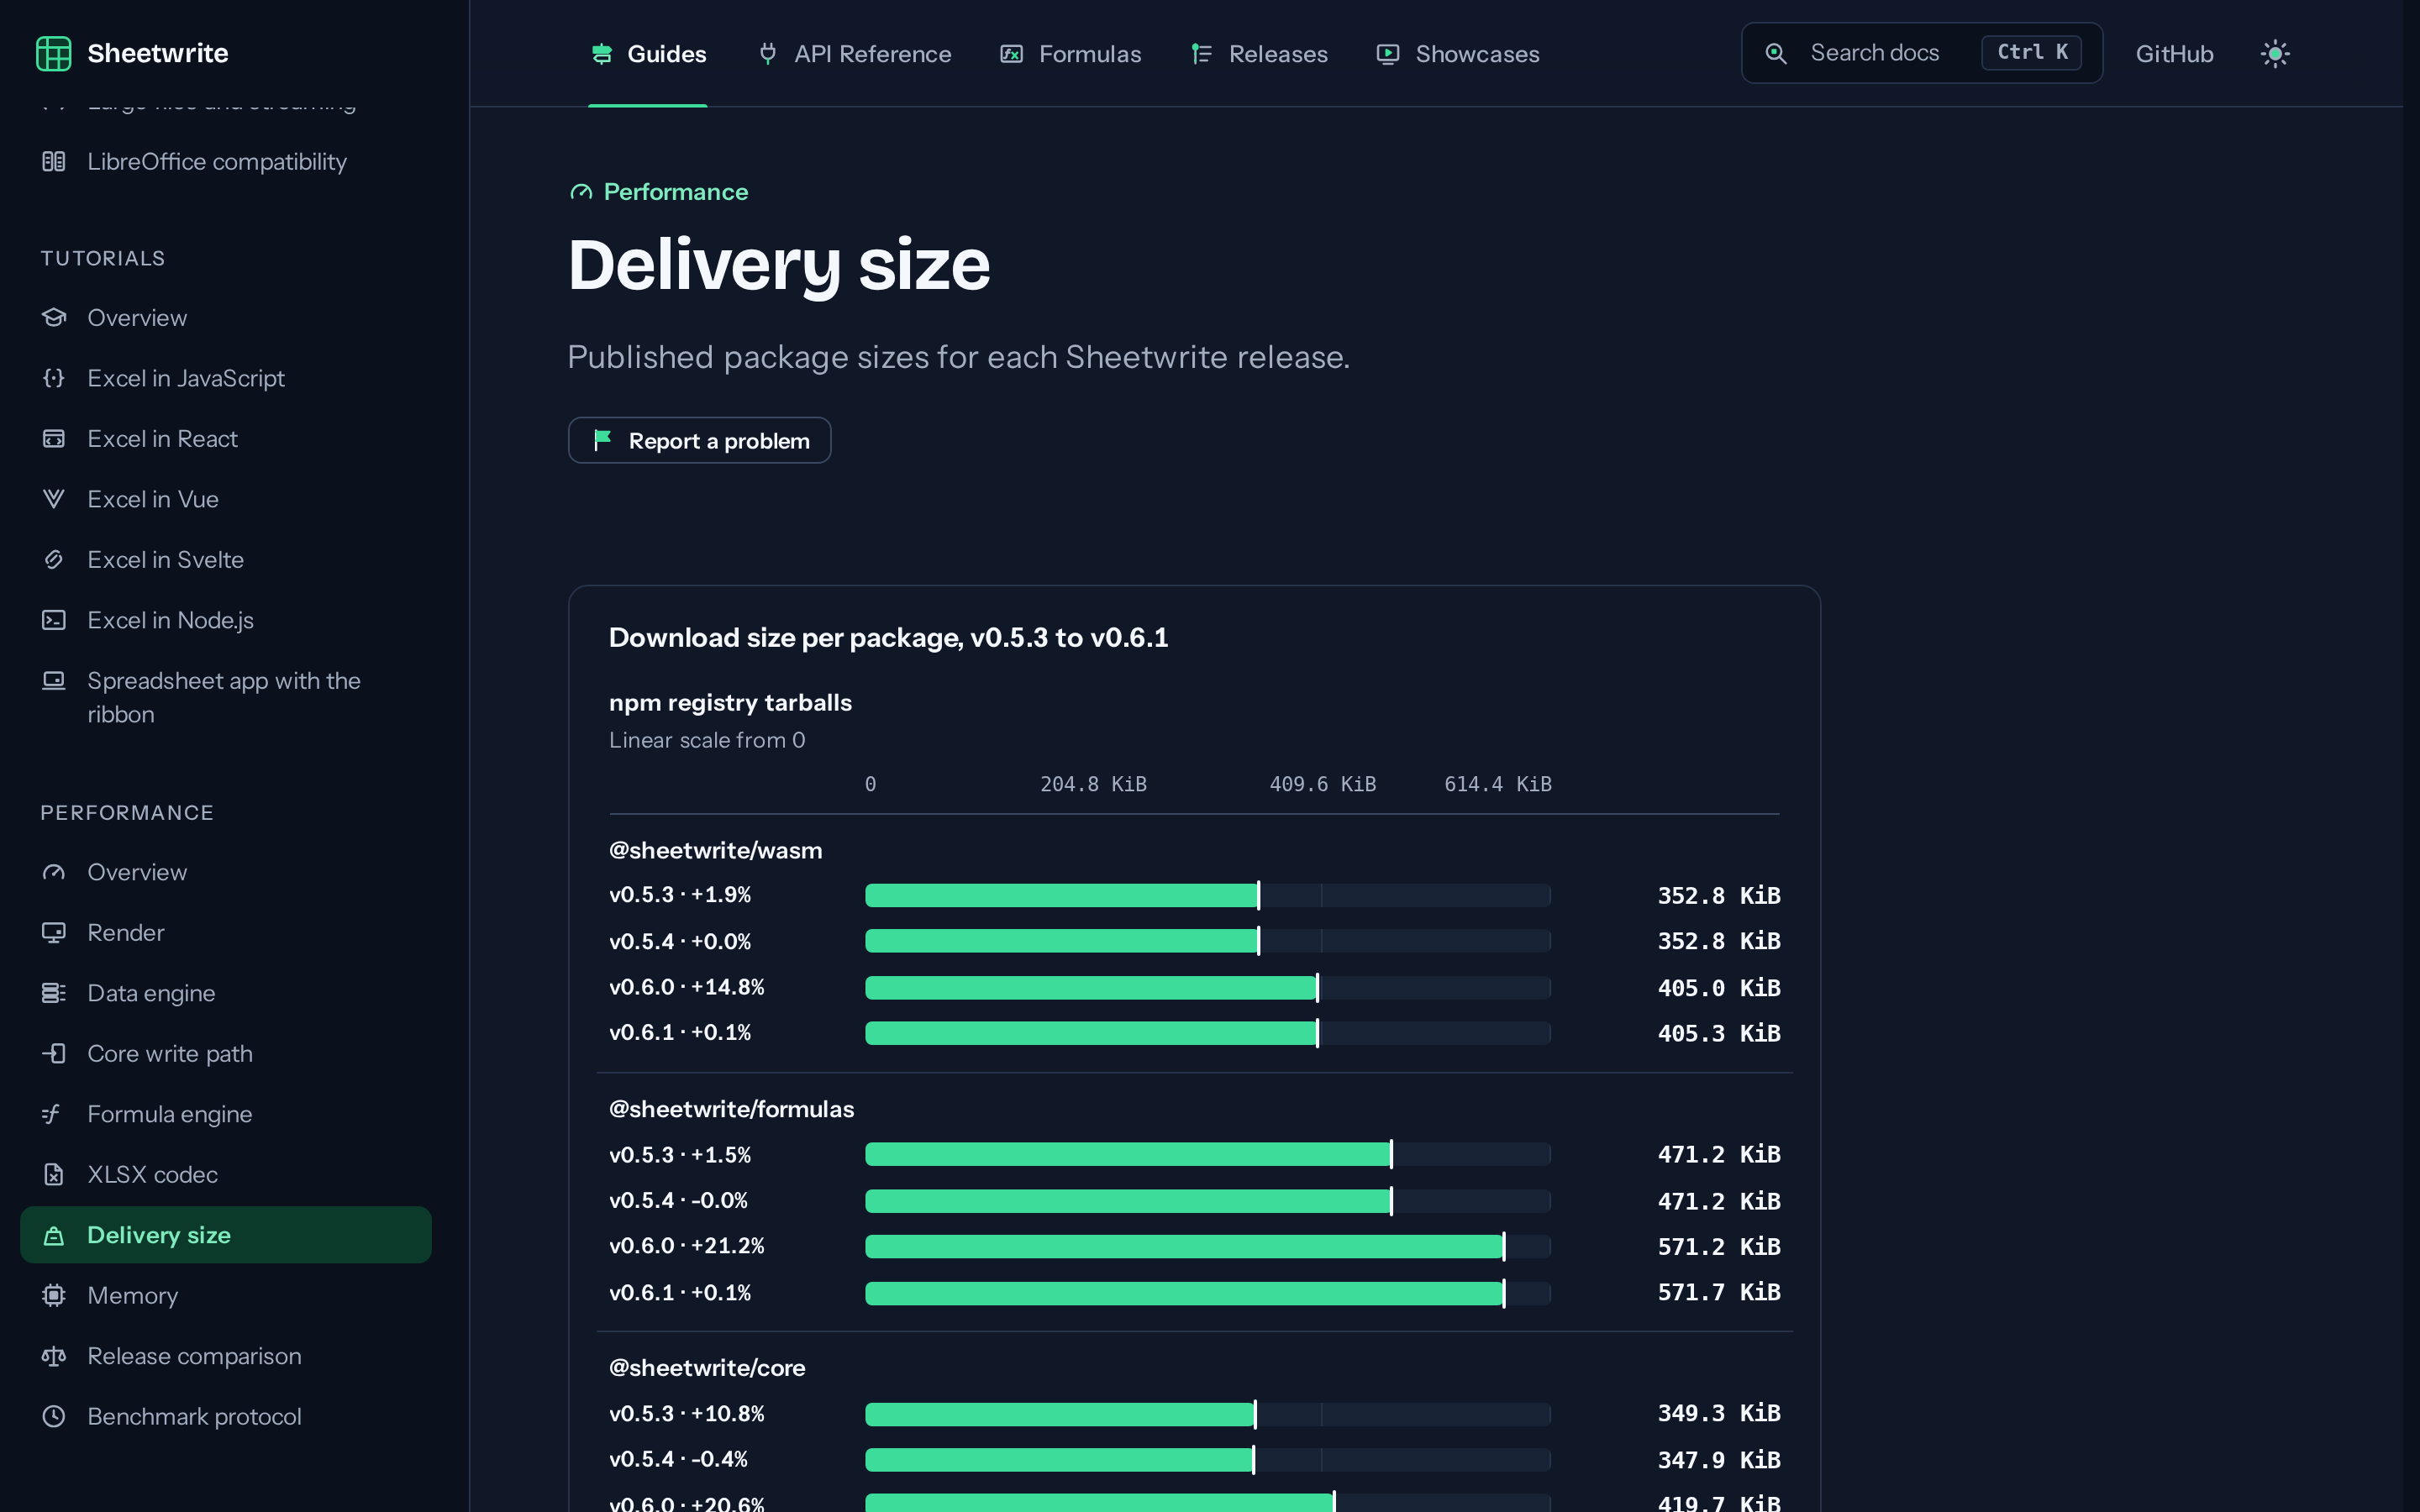 Sheetwrite
Guides
API Reference
Formulas
Releases
Showcases
Search docs
Ctrl K
GitHub
Large files and streaming
LibreOffice compatibility
TUTORIALS
Overview
Excel in JavaScript
Excel in React
Excel in Vue
Excel in Svelte
Excel in Node.js
Spreadsheet app with the
ribbon
PERFORMANCE
Overview
Render
Data engine
Core write path
Formula engine
XLSX codec
Delivery size
Memory
Release comparison
Benchmark protocol
Performance
Delivery size
Published package sizes for each Sheetwrite release.
Report a problem
Download size per package, v0.5.3 to v0.6.1
npm registry tarballs
Linear scale from 0
0 204.8 KiB 409.6 KiB 614.4 KiB
@sheetwrite/wasm
v0.5.3 · +1.9% 352.8 KiB
v0.5.4 · +0.0% 352.8 KiB
v0.6.0 · +14.8% 405.0 KiB
v0.6.1 · +0.1% 405.3 KiB
@sheetwrite/formulas
v0.5.3 · +1.5% 471.2 KiB
v0.5.4 · -0.0% 471.2 KiB
v0.6.0 · +21.2% 571.2 KiB
v0.6.1 · +0.1% 571.7 KiB
@sheetwrite/core
v0.5.3 · +10.8% 349.3 KiB
v0.5.4 · -0.4% 347.9 KiB
v0.6.0 · +20.6% 419.7 KiB